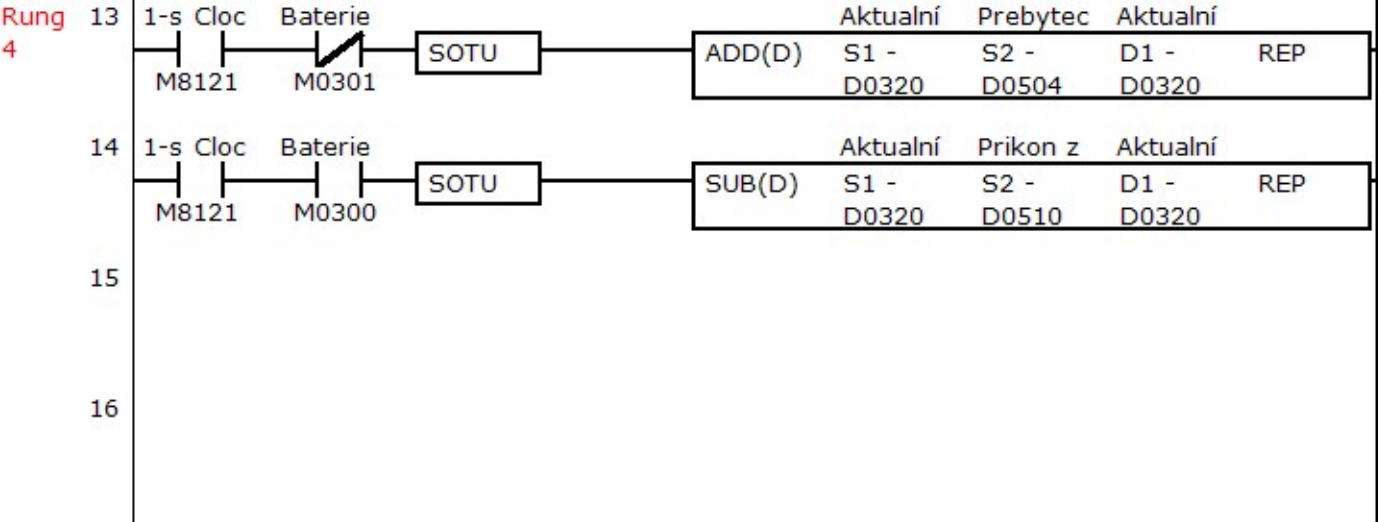 Rung 13 1-s Cloc Baterie Aktualní Prebytec Aktualní
4 SOTU ADD(D) S1 - S2 - D1 - REP
M8121 M0301 D0320 D0504 D0320
14 1-s Cloc Baterie Aktualní Prikon z Aktualní
SOTU SUB(D) S1 - S2 - D1 - REP
M8121 M0300 D0320 D0510 D0320
15
16